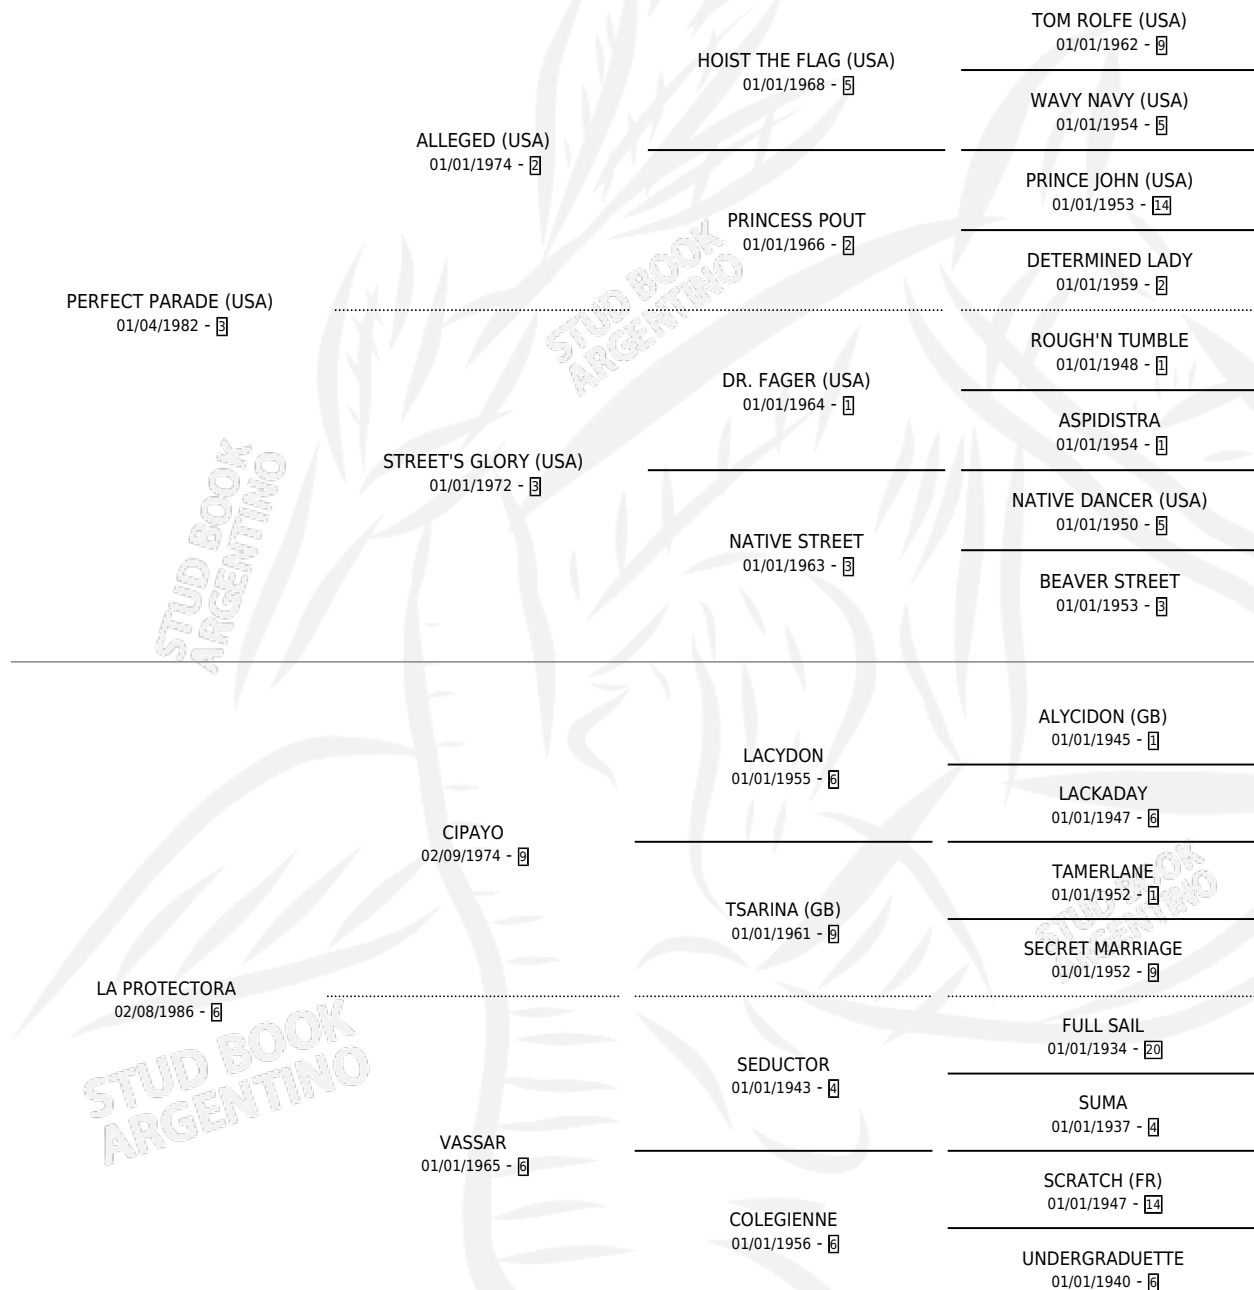 TOM ROLFE (USA)
01/01/1962 - 9
HOIST THE FLAG (USA)
01/01/1968 - 5
WAVY NAVY (USA)
01/01/1954 - 5
ALLEGED (USA)
01/01/1974 - 2
PRINCE JOHN (USA)
01/01/1953 - 14
PRINCESS POUT
01/01/1966 - 2
DETERMINED LADY
01/01/1959 - 2
PERFECT PARADE (USA)
01/04/1982 - 3
ROUGH'N TUMBLE
01/01/1948 - 1
DR. FAGER (USA)
01/01/1964 - 1
ASPIDISTRA
01/01/1954 - 1
STREET'S GLORY (USA)
01/01/1972 - 3
NATIVE DANCER (USA)
01/01/1950 - 5
NATIVE STREET
01/01/1963 - 3
BEAVER STREET
01/01/1953 - 3
ALYCIDON (GB)
01/01/1945 - 1
LACYDON
01/01/1955 - 6
LACKADAY
01/01/1947 - 6
CIPAYO
02/09/1974 - 9
TAMERLANE
01/01/1952 - 1
TSARINA (GB)
01/01/1961 - 9
SECRET MARRIAGE
01/01/1952 - 9
LA PROTECTORA
02/08/1986 - 6
FULL SAIL
01/01/1934 - 20
SEDUCTOR
01/01/1943 - 4
SUMA
01/01/1937 - 4
VASSAR
01/01/1965 - 6
SCRATCH (FR)
01/01/1947 - 14
COLEGIENNE
01/01/1956 - 6
UNDERGRADUETTE
01/01/1940 - 6
STUD BOOK
ARGENTINO
STUD BOOK
ARGENTINO
STUD BOOK
ARGENTINO
STUD BOOK
ARGENTINO